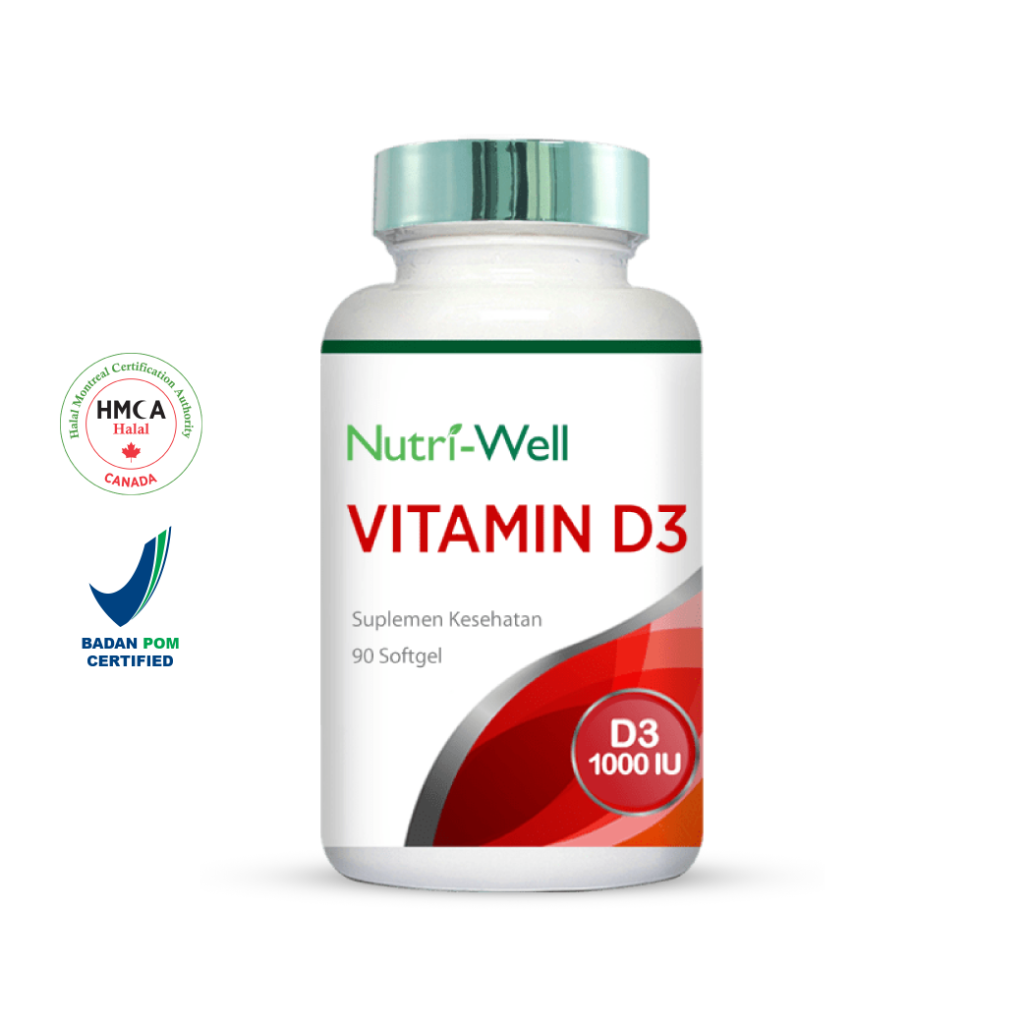 Halal Montreal Certification Authority
HMCA
Halal
CANADA
BADAN POM
CERTIFIED
Nutri-Well
VITAMIN D3
Suplemen Kesehatan
90 Softgel
D3
1000 IU